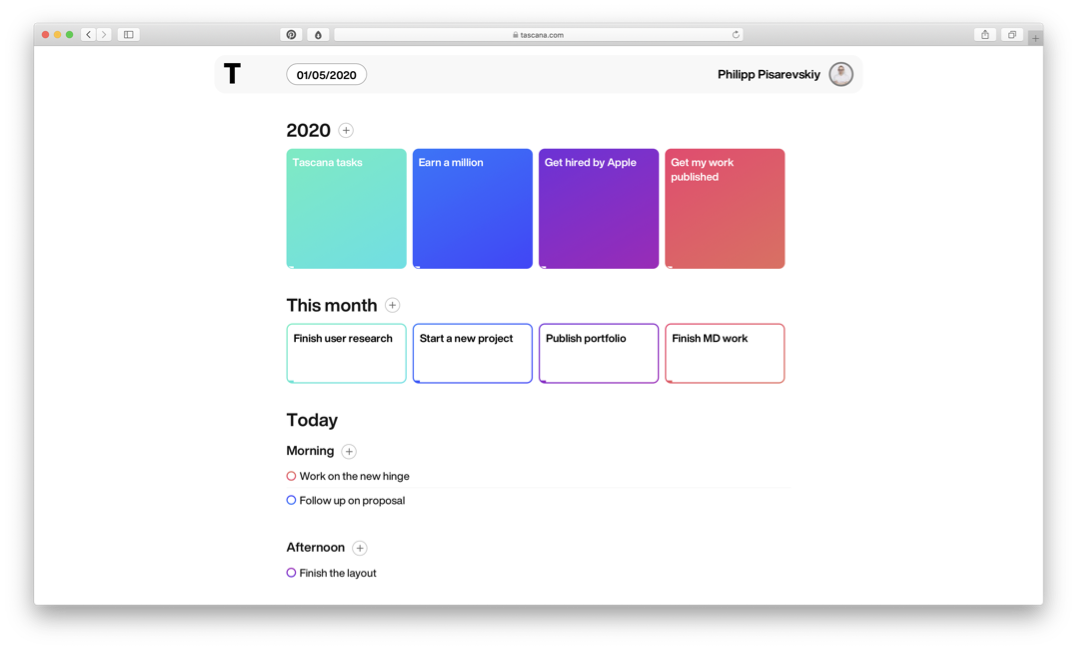 tascana.com
T
01/05/2020
Philipp Pisarevskiy
2020
Tascana tasks
Earn a million
Get hired by Apple
Get my work
published
This month
Finish user research
Start a new project
Publish portfolio
Finish MD work
Today
Morning
Work on the new hinge
Follow up on proposal
Afternoon
Finish the layout